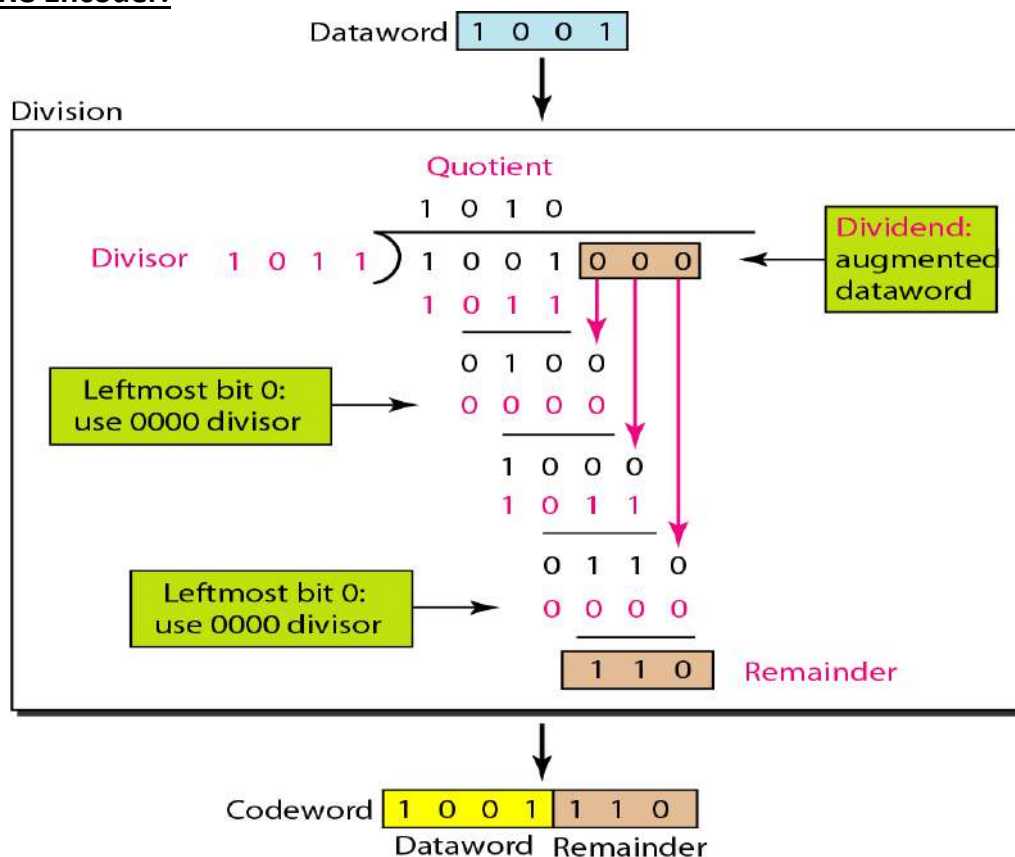 Dataword 1 0 0 1
Division
Quotient
1 0 1 0
Divisor 1 0 1 1 1 0 0 1 0 0 0
Dividend:
augmented
dataword
1 0 1 1
0 1 0 0
Leftmost bit 0:
use 0000 divisor
0 0 0 0
1 0 0 0
1 0 1 1
0 1 1 0
Leftmost bit 0:
use 0000 divisor
0 0 0 0
1 1 0 Remainder
Codeword 1 0 0 1 1 1 0
Dataword Remainder